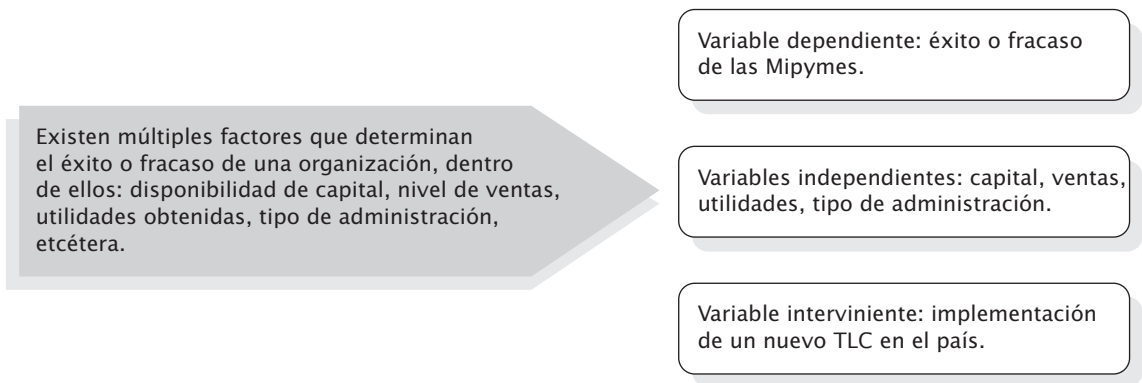 Existen múltiples factores que determinan
el éxito o fracaso de una organización, dentro
de ellos: disponibilidad de capital, nivel de ventas,
utilidades obtenidas, tipo de administración,
etcétera.
Variable dependiente: éxito o fracaso
de las Mipymes.
Variables independientes: capital, ventas,
utilidades, tipo de administración.
Variable interviniente: implementación
de un nuevo TLC en el país.